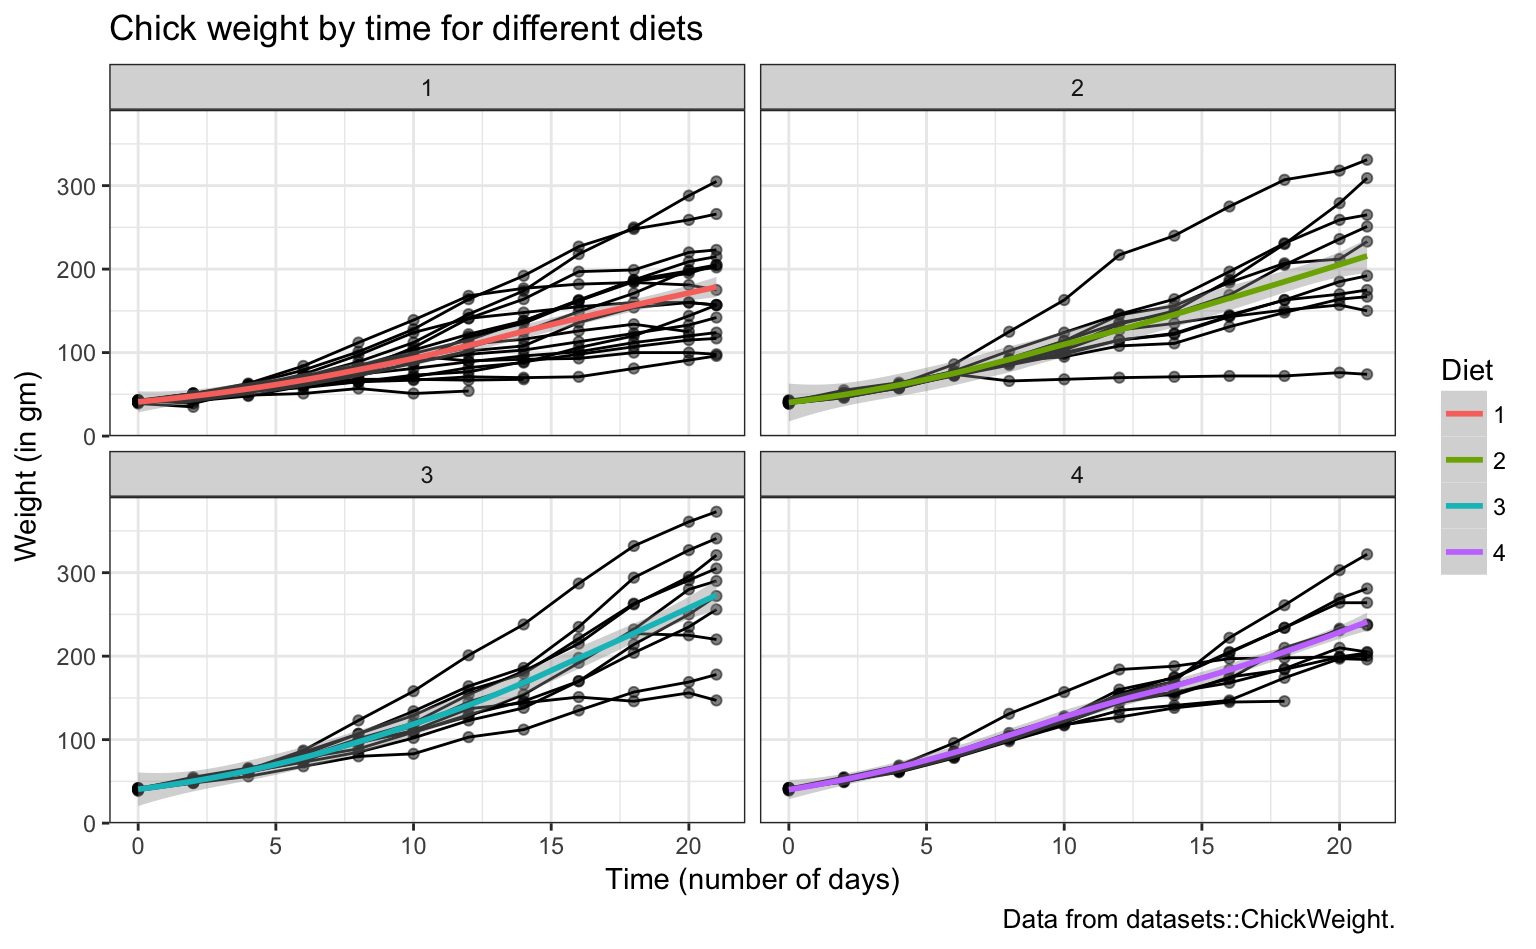 Chick weight by time for different diets
1
2
300
200
100
0
3
4
300
200
100
0
0 5 10 15 20
0 5 10 15 20
Weight (in gm)
Time (number of days)
Diet
1
2
3
4
Data from datasets::ChickWeight.